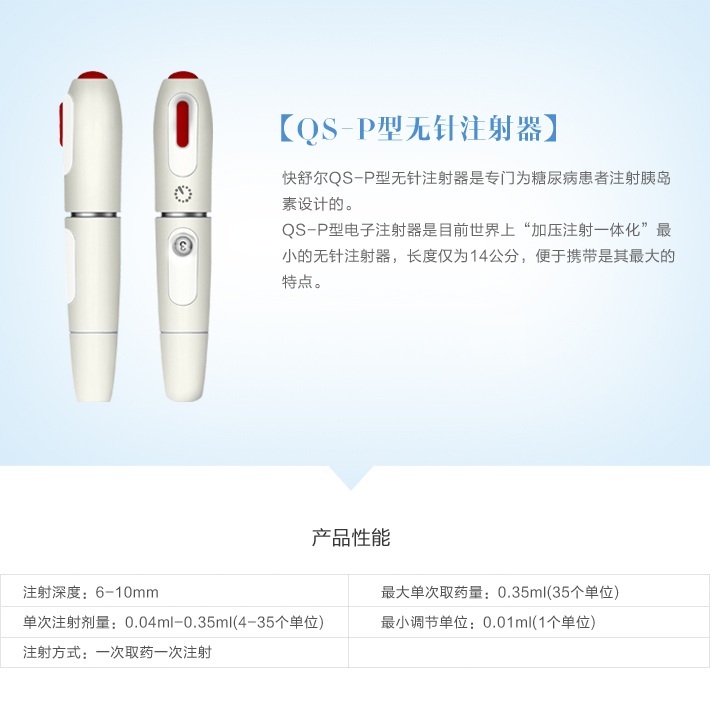 【QS-P型无针注射器】
快舒尔QS-P型无针注射器是专门为糖尿病患者注射胰岛
素设计的。
QS-P型电子注射器是目前世界上“加压注射一体化”最
小的无针注射器，长度仅为14公分，便于携带是其最大的
特点。
3
产品性能
注射深度：6-10mm
最大单次取药量：0.35ml(35个单位)
单次注射剂量：0.04ml-0.35ml(4-35个单位)
最小调节单位：0.01ml(1个单位)
注射方式：一次取药一次注射